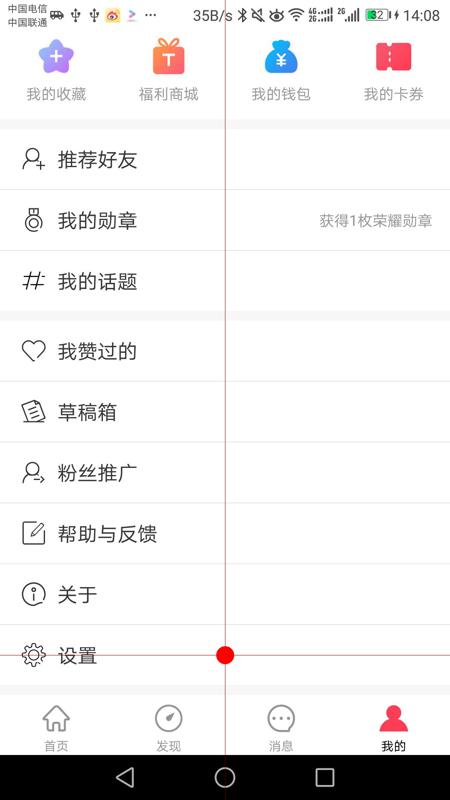 中国电信
中国联通
35B/s
4G
2G
2G
32
14:08
我的收藏
福利商城
我的钱包
我的卡券
推荐好友
我的勋章
获得1枚荣耀勋章
我的话题
我赞过的
草稿箱
粉丝推广
帮助与反馈
关于
设置
首页
发现
消息
我的